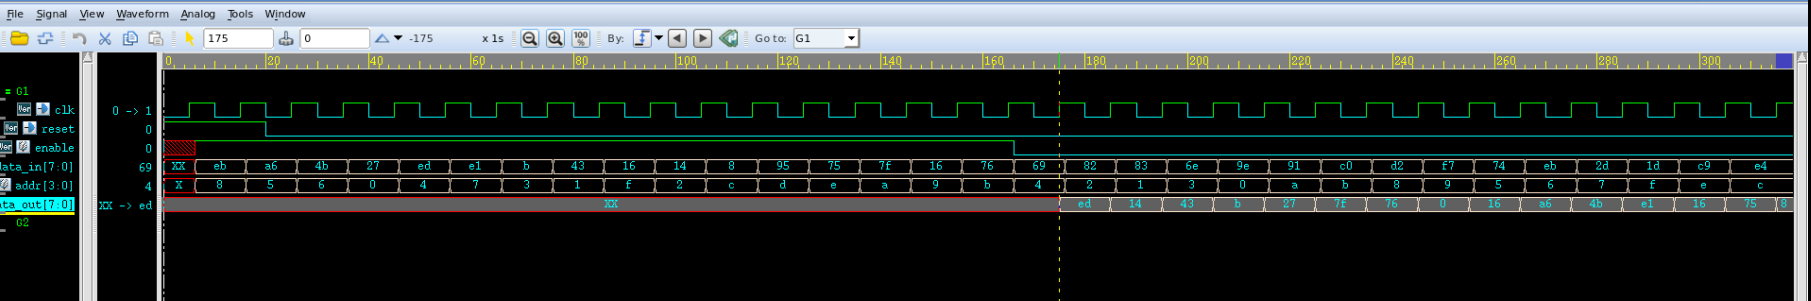 File Signal View Waveform Analog Tools Window
175 0 -175 x 1s 100% By: Go to: G1
0 20 40 60 80 100 120 140 160 180 200 220 240 260 280 300
= G1
clk 0 -> 1
reset 0
enable 0
data_in[7:0] 69 XX eb a6 4b 27 ed e1 b 43 16 14 8 95 75 7f 16 76 69 82 83 6e 9e 91 c0 d2 f7 74 eb 2d 1d c9 e4
addr[3:0] 4 X 8 5 6 0 4 7 3 1 f 2 c d e a 9 b 4 2 1 3 0 a b 8 9 5 6 7 f e c
ata_out[7:0] XX -> ed XX ed 14 43 b 27 7f 76 0 16 a6 4b e1 16 75 8
G2